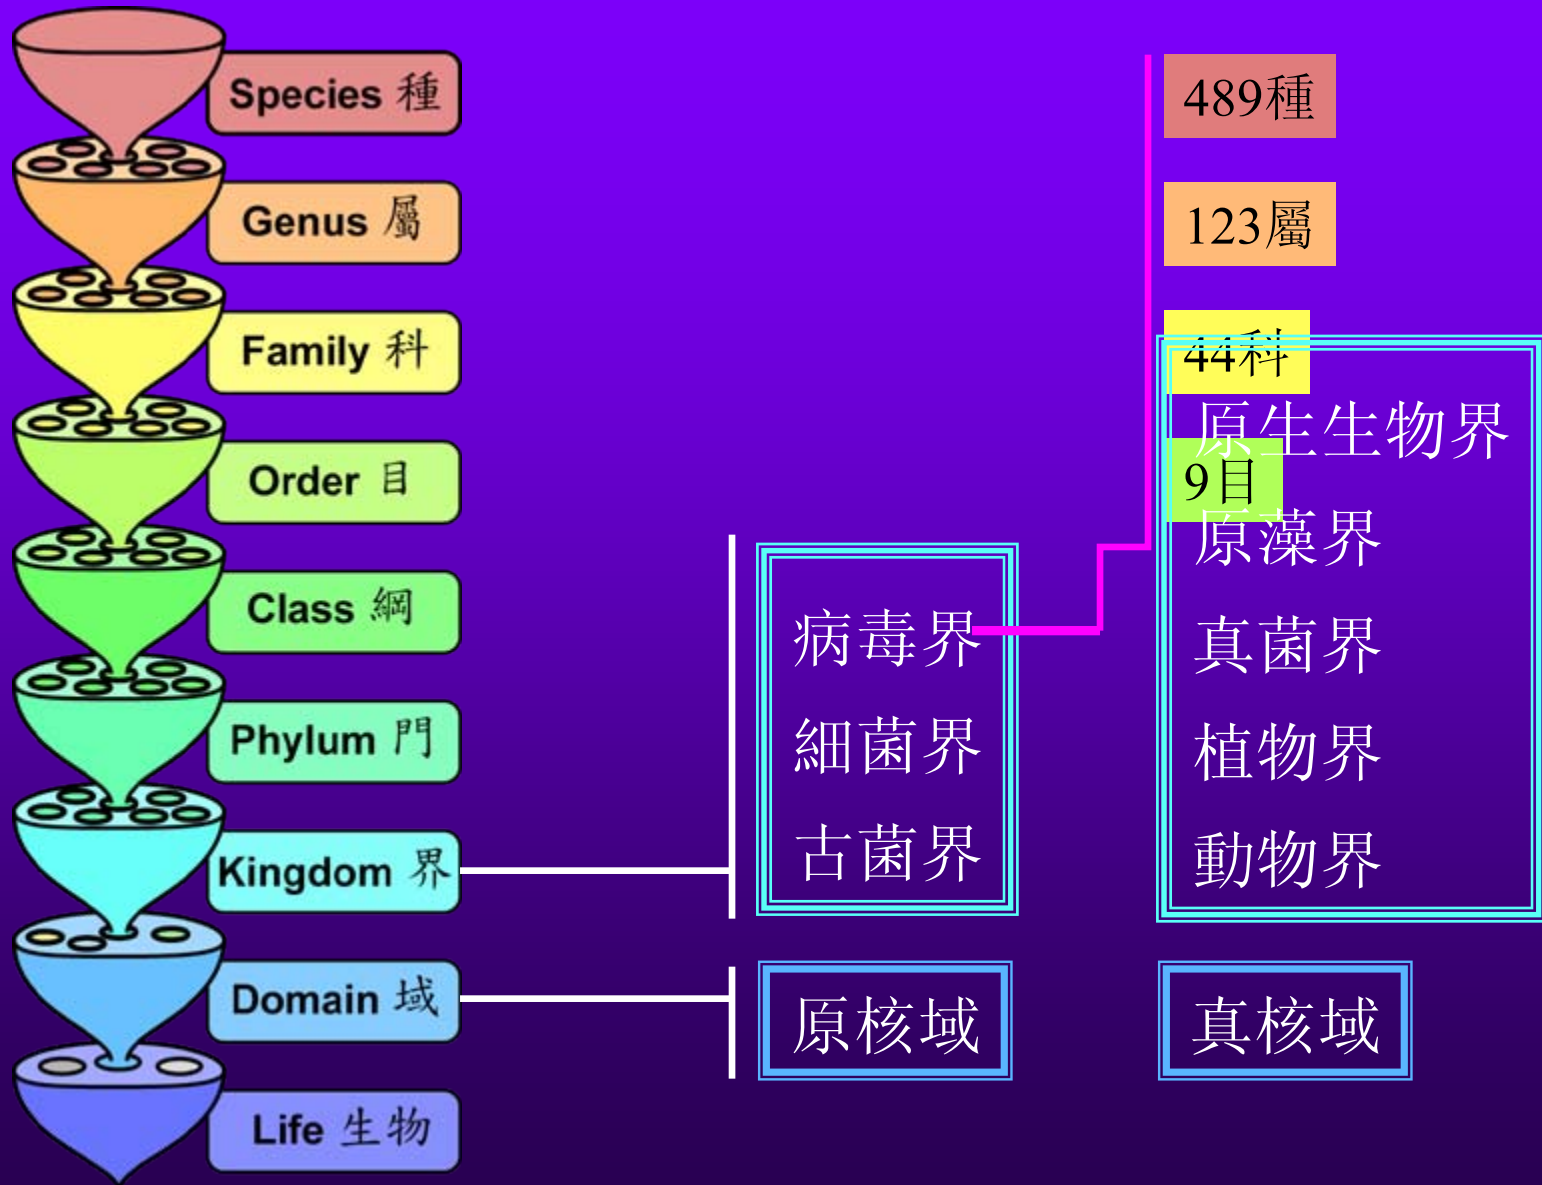 Species 種
Genus 屬
Family 科
Order 目
Class 綱
Phylum 門
Kingdom 界
Domain 域
Life 生物
病毒界
細菌界
古菌界
原核域
489種
123屬
44科
9目
原生生物界
原藻界
真菌界
植物界
動物界
真核域